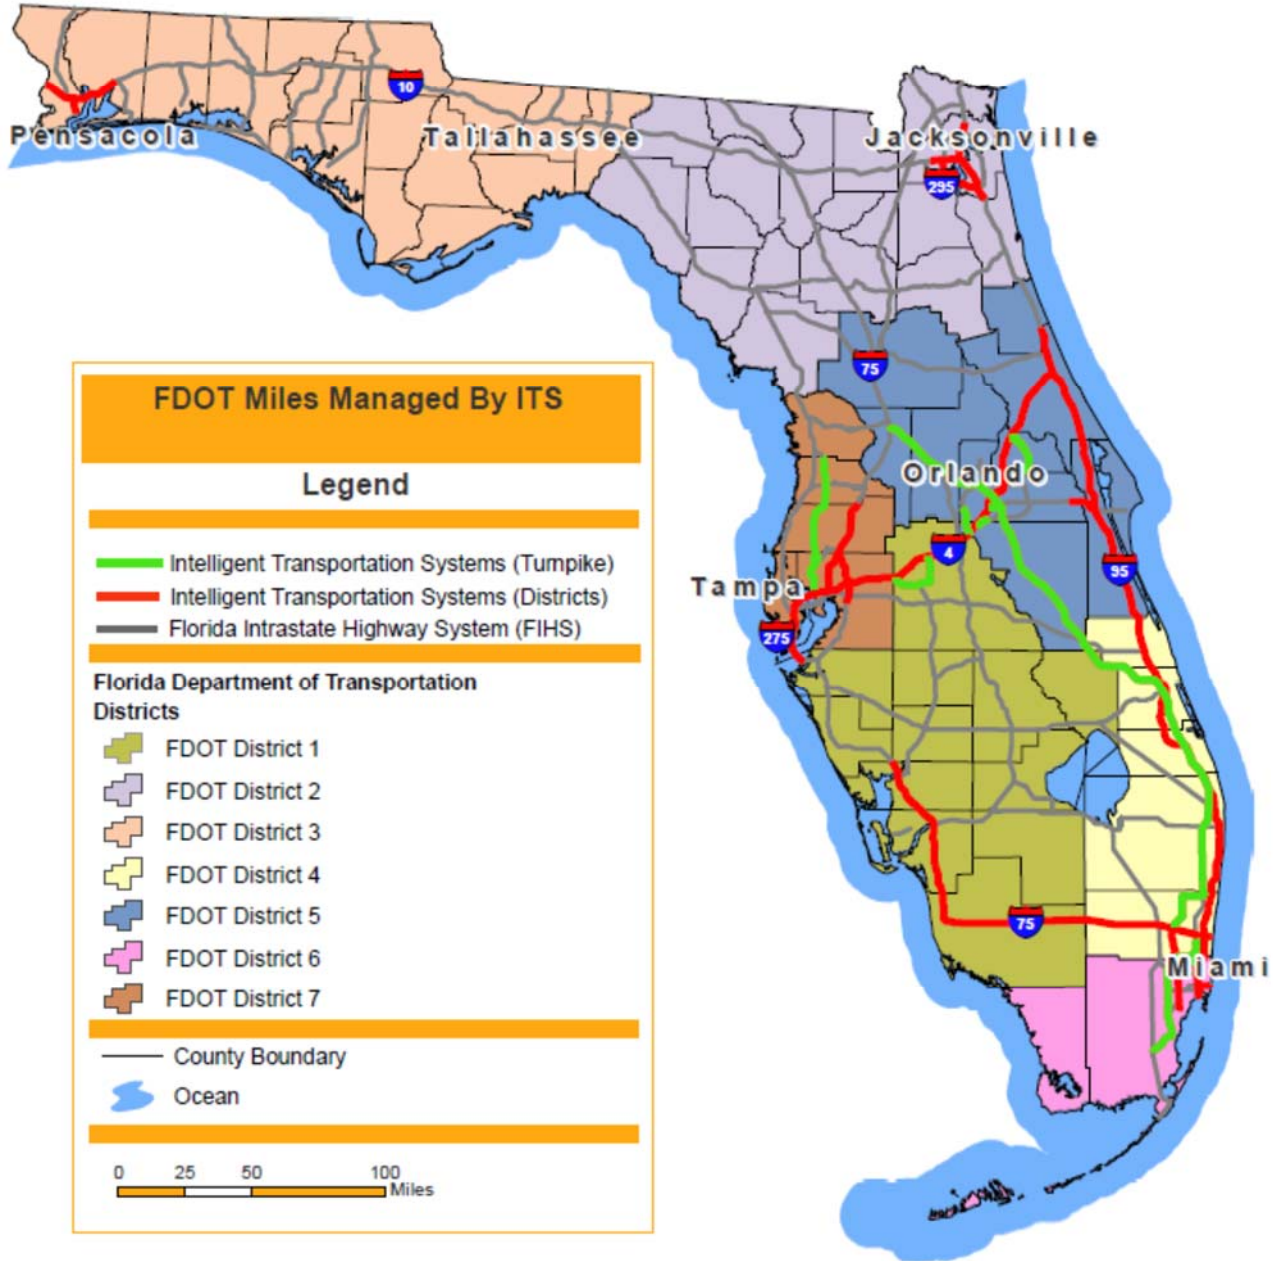 10
Pensacola
Tallahassee
Jacksonville
295
75
FDOT Miles Managed By ITS
Legend
Orlando
Intelligent Transportation Systems (Turnpike)
4
95
Tampa
Intelligent Transportation Systems (Districts)
Florida Intrastate Highway System (FIHS)
275
Florida Department of Transportation
Districts
FDOT District 1
FDOT District 2
FDOT District 3
FDOT District 4
FDOT District 5
75
FDOT District 6
Miami
FDOT District 7
County Boundary
Ocean
0 25 50 100
Miles